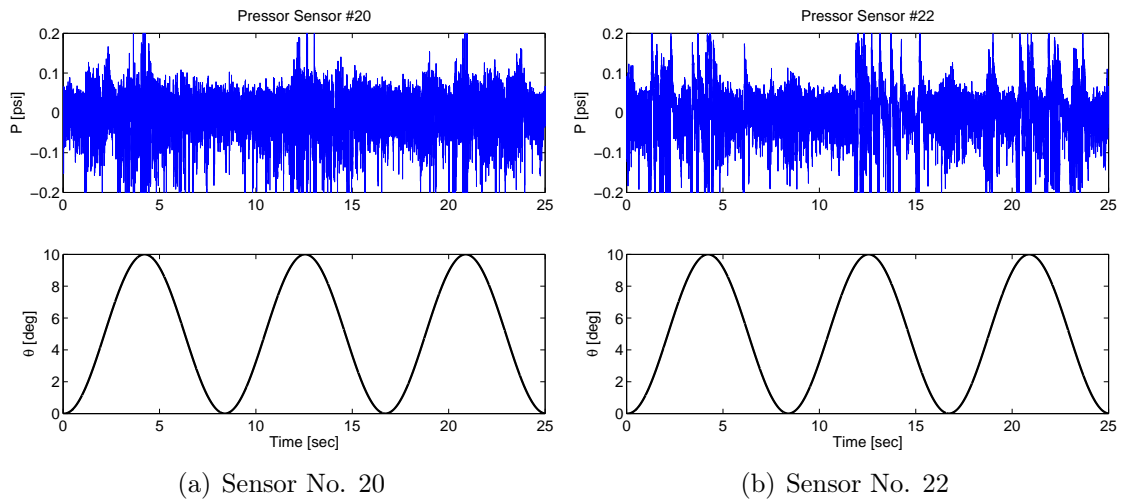 Pressor Sensor #20
0.2
0.1
0
−0.1
−0.2
P [psi]
0 5 10 15 20 25
10
8
6
4
2
0
θ [deg]
0 5 10 15 20 25
Time [sec]
(a) Sensor No. 20
Pressor Sensor #22
0.2
0.1
0
−0.1
−0.2
P [psi]
0 5 10 15 20 25
10
8
6
4
2
0
θ [deg]
0 5 10 15 20 25
Time [sec]
(b) Sensor No. 22